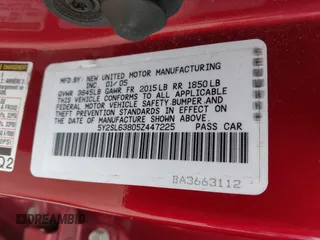 MFD BY NEW UNITED MOTOR MANUFACTURING
INC 01/05
GVWR 3845LB GAWR FR 2015LB RR 1850LB
THIS VEHICLE CONFORMS TO ALL APPLICABLE
FEDERAL MOTOR VEHICLE SAFETY,BUMPER,AND
THEFT PREVENTION STANDARDS IN EFFECT ON
THE DATE OF MANUFACTURE SHOWN ABOVE.
5Y2SL63805Z447225 PASS CAR
BA3663112
Q2
DREAMBID